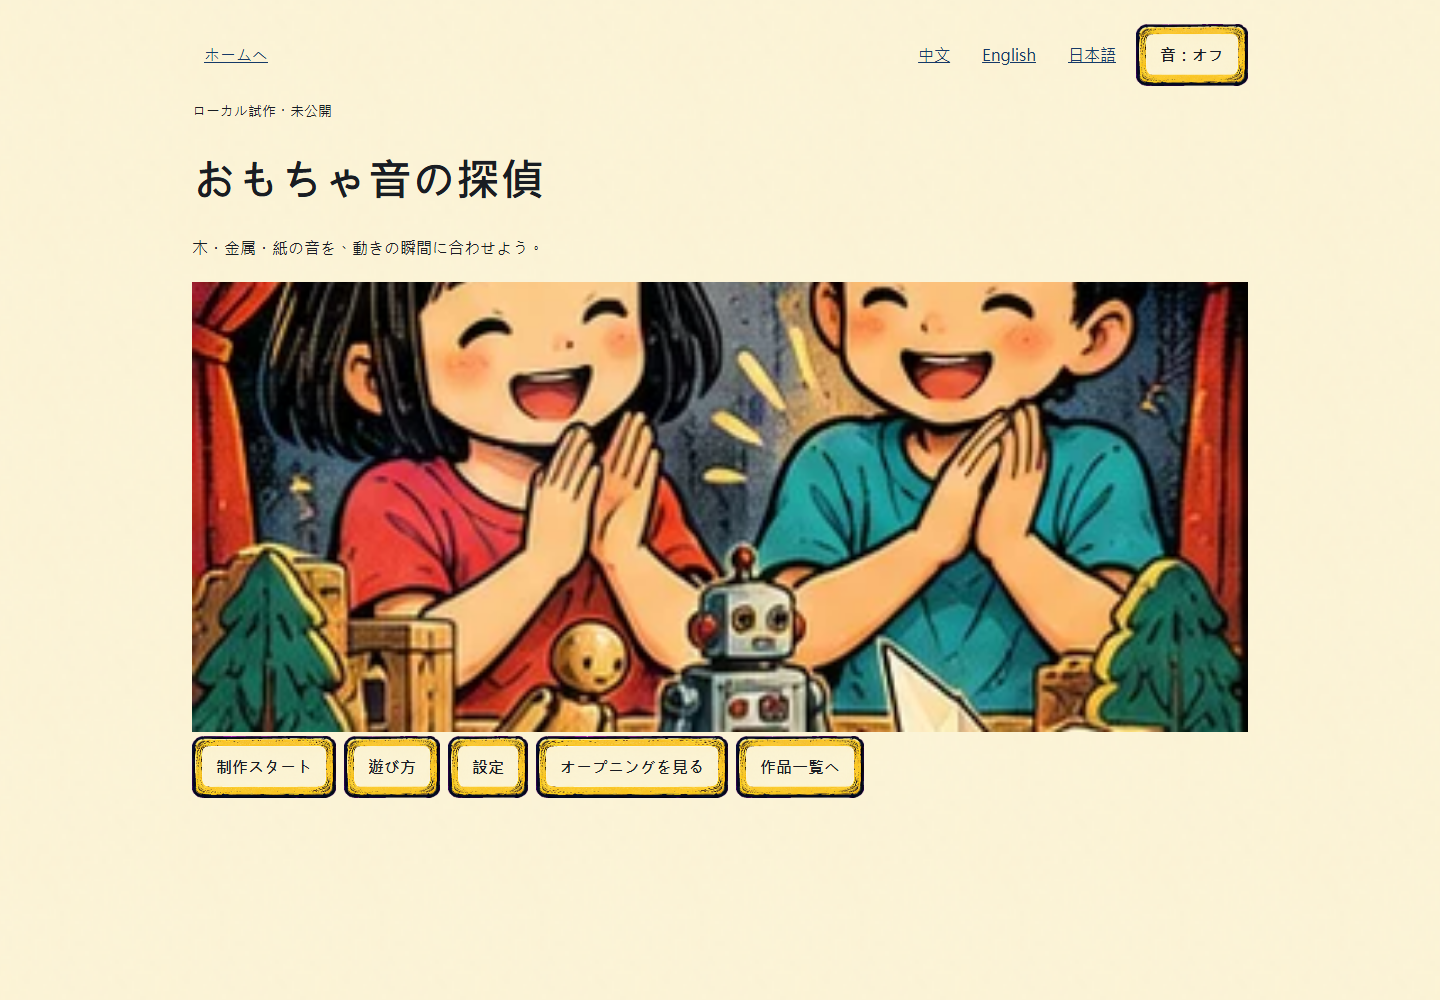 ホームへ
中文 English 日本語 音：オフ
ローカル試作・未公開
おもちゃ音の探偵
木・金属・紙の音を、動きの瞬間に合わせよう。
制作スタート 遊び方 設定 オープニングを見る 作品一覧へ